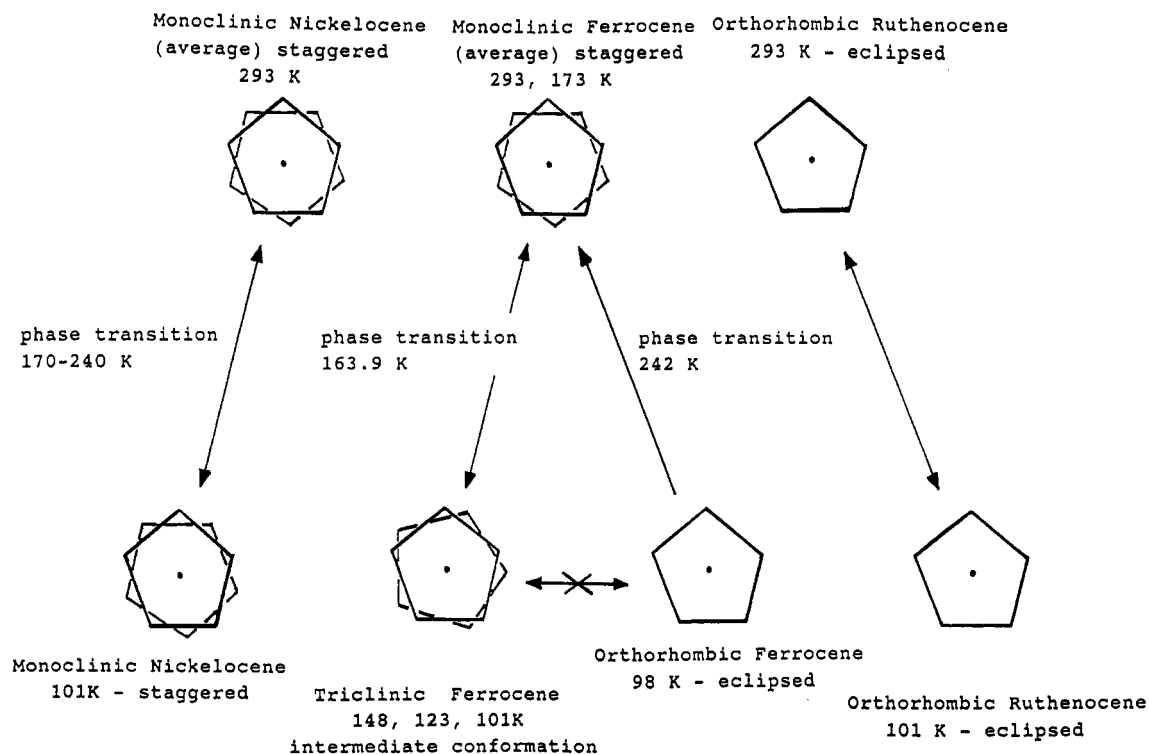 Monoclinic Nickelocene
(average) staggered
293 K
Monoclinic Ferrocene
(average) staggered
293, 173 K
Orthorhombic Ruthenocene
293 K - eclipsed
phase transition
170-240 K
phase transition
163.9 K
phase transition
242 K
Monoclinic Nickelocene
101K - staggered
Triclinic Ferrocene
148, 123, 101K
intermediate conformation
Orthorhombic Ferrocene
98 K - eclipsed
Orthorhombic Ruthenocene
101 K - eclipsed